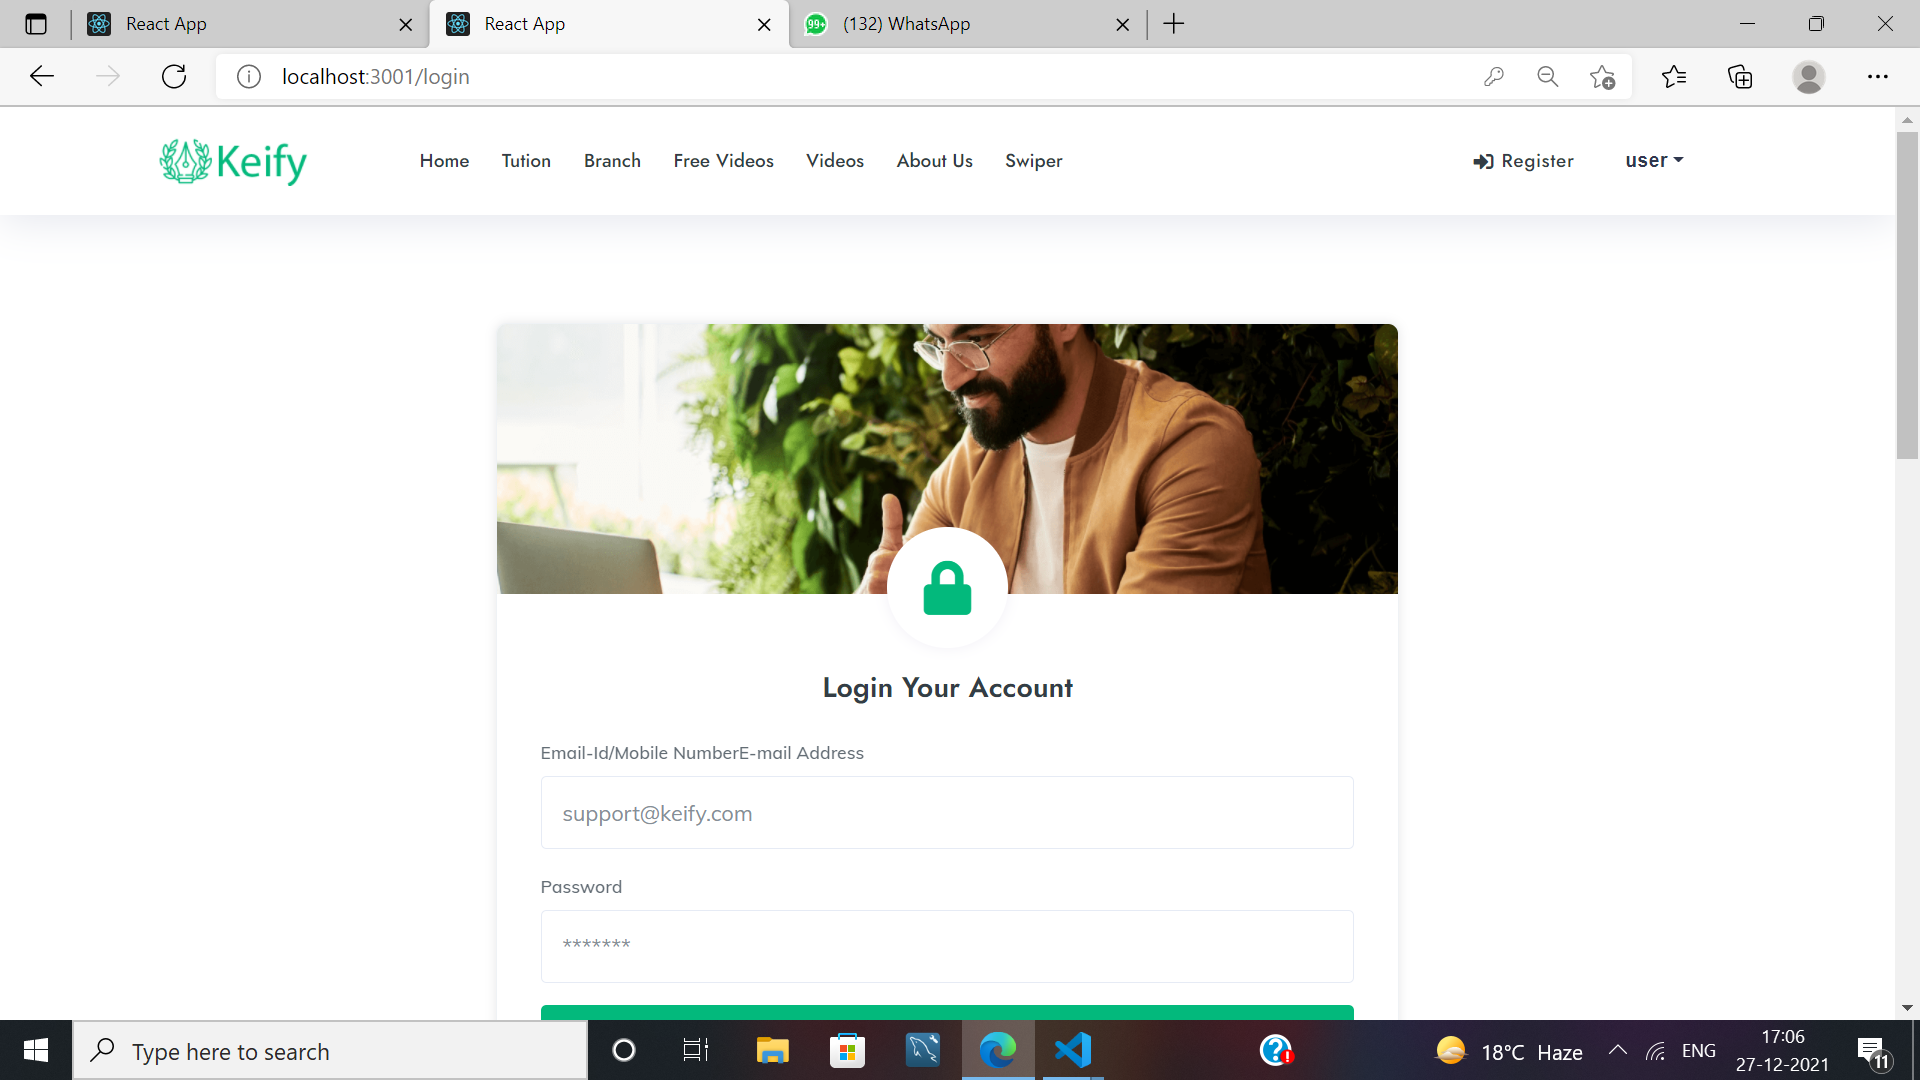 React App
React App
99+
(132) WhatsApp
localhost:3001/login
Keify
Home
Tution
Branch
Free Videos
Videos
About Us
Swiper
Register
user
Login Your Account
Email-Id/Mobile NumberE-mail Address
support@keify.com
Password
*******
Type here to search
18°C Haze
ENG
17:06
27-12-2021
11